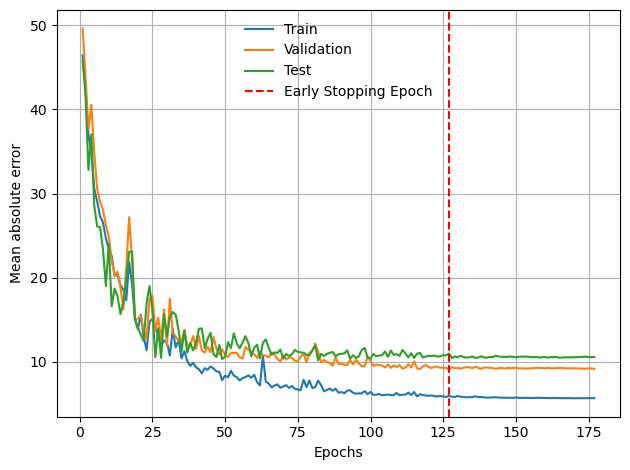 Train
Validation
Test
Early Stopping Epoch
Mean absolute error
50
40
30
20
10
0
25
50
75
100
125
150
175
Epochs